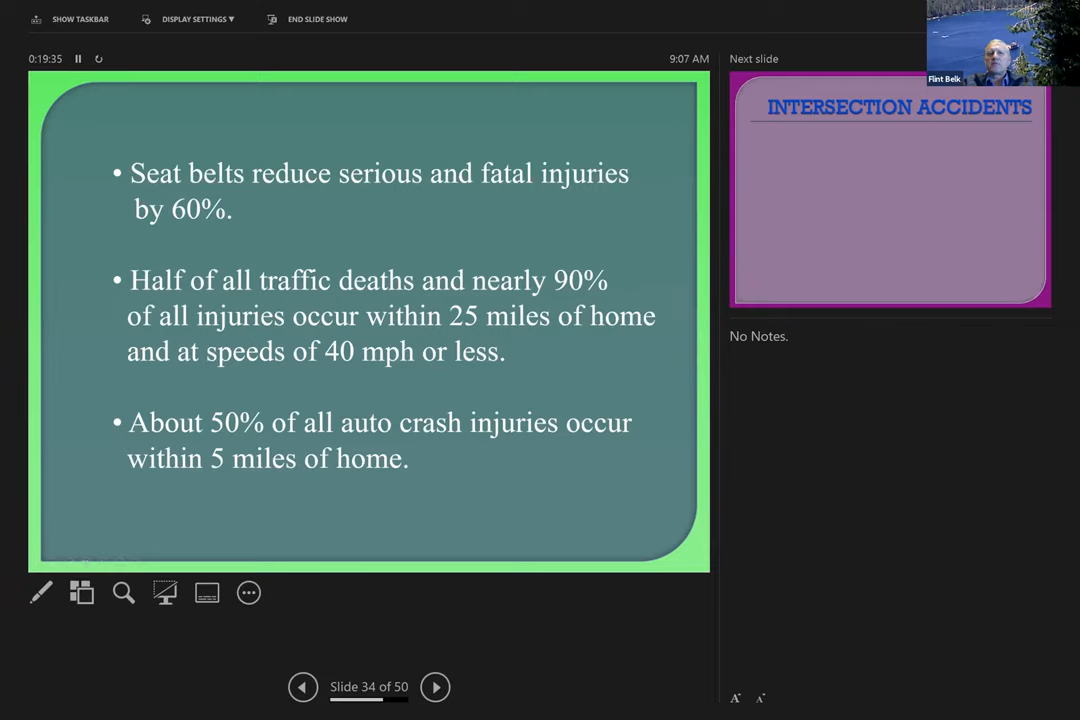 SHOW TASKBAR
DISPLAY SETTINGS ▼
END SLIDE SHOW
0:19:35
9:07 AM
• Seat belts reduce serious and fatal injuries
by 60%.
• Half of all traffic deaths and nearly 90%
of all injuries occur within 25 miles of home
and at speeds of 40 mph or less.
• About 50% of all auto crash injuries occur
within 5 miles of home.
Slide 34 of 50
Flint Belk
Next slide
INTERSECTION ACCIDENTS
No Notes.
A A